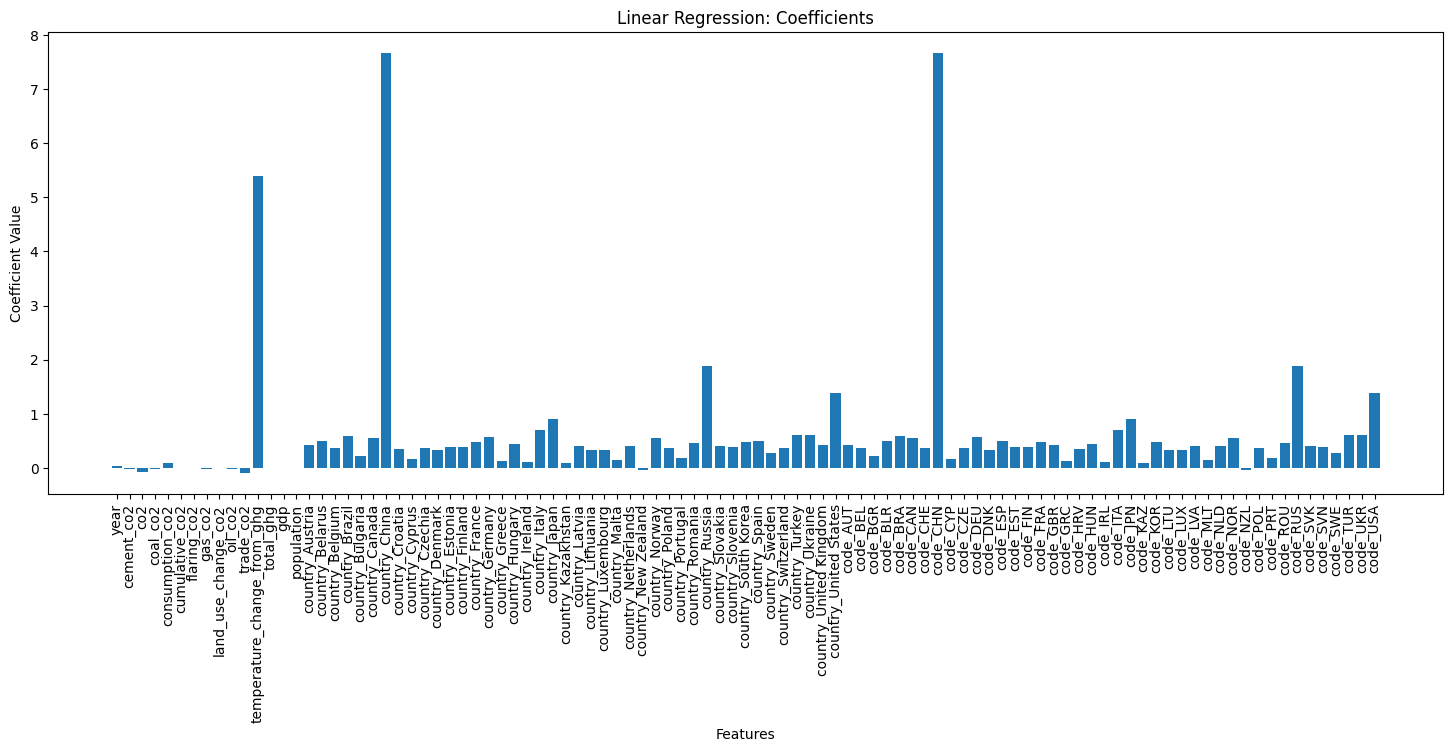 Linear Regression: Coefficients
8
7
6
5
4
3
2
1
0
Coefficient Value
year
cement_co2
co2
coal_co2
consumption_co2
cumulative_co2
flaring_co2
gas_co2
land_use_change_co2
oil_co2
trade_co2
temperature_change_from_ghg
total_ghg
gdp
population
country_Austria
country_Belarus
country_Belgium
country_Brazil
country_Bulgaria
country_Canada
country_China
country_Croatia
country_Cyprus
country_Czechia
country_Denmark
country_Estonia
country_Finland
country_France
country_Germany
country_Greece
country_Hungary
country_Ireland
country_Italy
country_Japan
country_Kazakhstan
country_Latvia
country_Lithuania
country_Luxembourg
country_Malta
country_Netherlands
country_New Zealand
country_Norway
country_Poland
country_Portugal
country_Romania
country_Russia
country_Slovakia
country_Slovenia
country_South Korea
country_Spain
country_Sweden
country_Switzerland
country_Turkey
country_Ukraine
country_United Kingdom
country_United States
code_AUT
code_BEL
code_BGR
code_BLR
code_BRA
code_CAN
code_CHE
code_CHN
code_CYP
code_CZE
code_DEU
code_DNK
code_ESP
code_EST
code_FIN
code_FRA
code_GBR
code_GRC
code_HRV
code_HUN
code_IRL
code_ITA
code_JPN
code_KAZ
code_KOR
code_LTU
code_LUX
code_LVA
code_MLT
code_NLD
code_NOR
code_NZL
code_POL
code_PRT
code_ROU
code_RUS
code_SVK
code_SVN
code_SWE
code_TUR
code_UKR
code_USA
Features